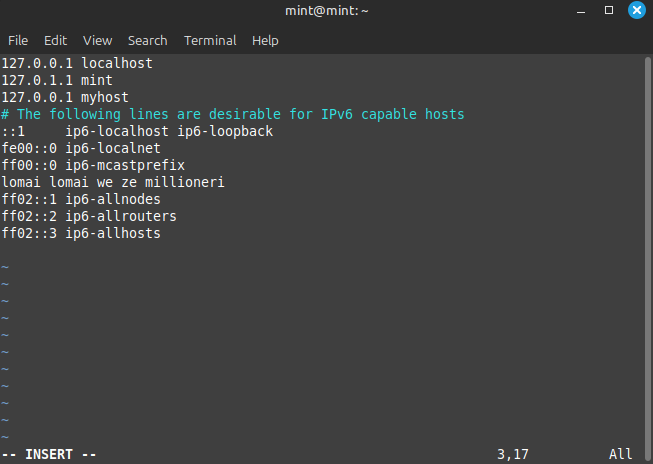 mint@mint: ~
File Edit View Search Terminal Help
127.0.0.1 localhost
127.0.1.1 mint
127.0.0.1 myhost
# The following lines are desirable for IPv6 capable hosts
::1     ip6-localhost ip6-loopback
fe00::0 ip6-localnet
ff00::0 ip6-mcastprefix
lomai lomai we ze millioneri
ff02::1 ip6-allnodes
ff02::2 ip6-allrouters
ff02::3 ip6-allhosts
~
~
~
~
~
~
~
~
~
~
~
-- INSERT -- 3,17 All